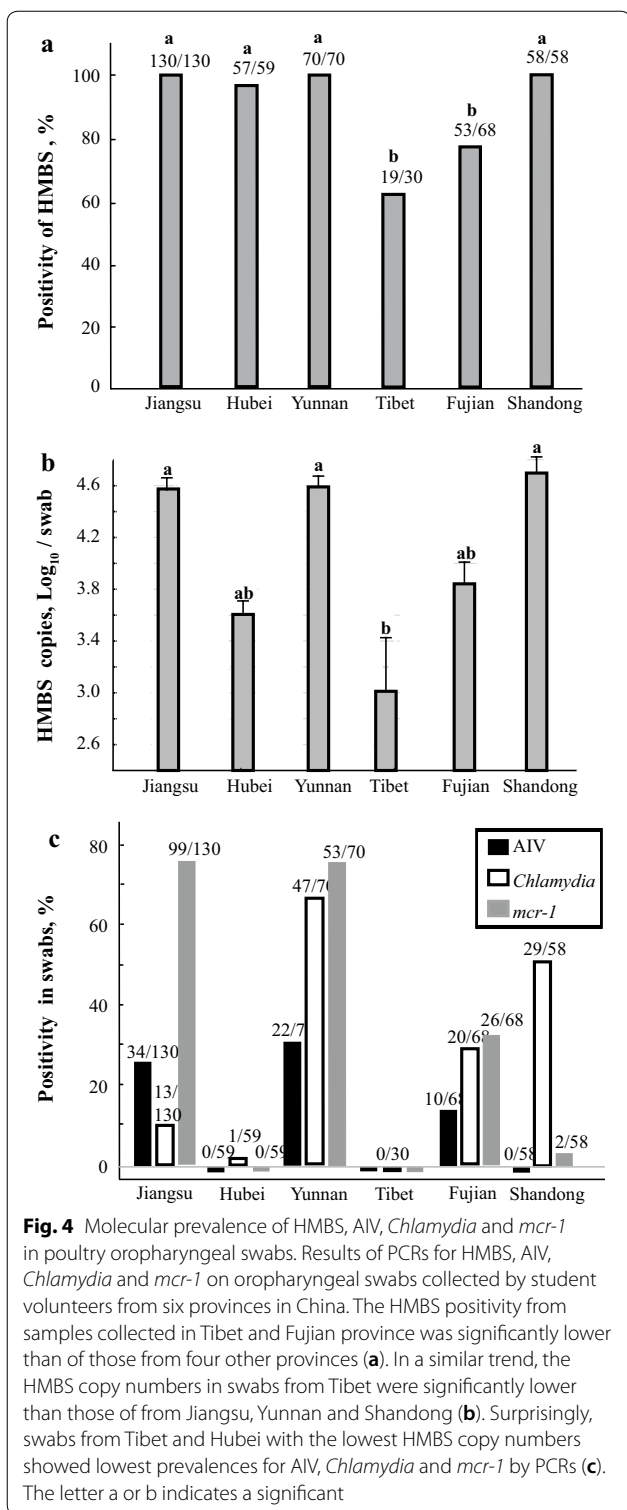 a
Positivity of HMBS , %
100
80
60
40
20
0
a a a b b a
130/130 57/59 70/70 19/30 53/68 58/58
Jiangsu Hubei Yunnan Tibet Fujian Shandong
b
HMBS copies, Log10 / swab
4.6
4.2
3.8
3.4
3.0
2.6
a ab a b ab a
Jiangsu Hubei Yunnan Tibet Fujian Shandong
c
Positivity in swabs, %
80
60
40
20
0
AIV
Chlamydia
mcr-1
34/130 13/130 99/130
0/59 1/59 0/59
22/7 47/70 53/70
0/30
10/68 20/68 26/68
0/58 29/58 2/58
Jiangsu Hubei Yunnan Tibet Fujian Shandong
Fig. 4 Molecular prevalence of HMBS, AIV, Chlamydia and mcr-1
in poultry oropharyngeal swabs. Results of PCRs for HMBS, AIV,
Chlamydia and mcr-1 on oropharyngeal swabs collected by student
volunteers from six provinces in China. The HMBS positivity from
samples collected in Tibet and Fujian province was significantly lower
than of those from four other provinces (a). In a similar trend, the
HMBS copy numbers in swabs from Tibet were significantly lower
than those of from Jiangsu, Yunnan and Shandong (b). Surprisingly,
swabs from Tibet and Hubei with the lowest HMBS copy numbers
showed lowest prevalences for AIV, Chlamydia and mcr-1 by PCRs (c).
The letter a or b indicates a significant